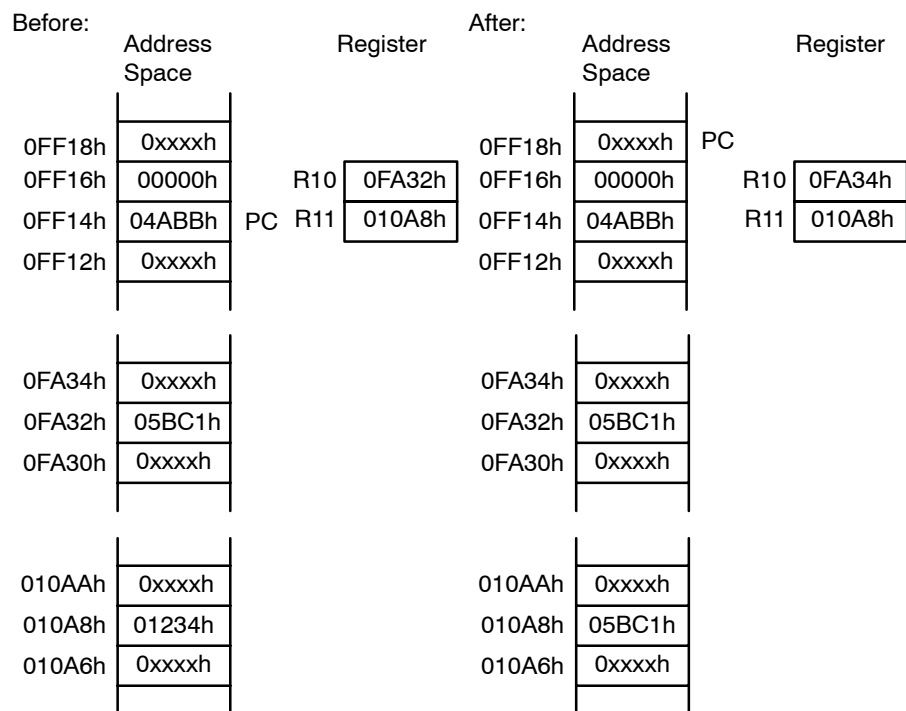 Before:
Address Space
Register
0FF18h 0xxxxh
0FF16h 00000h
R10 0FA32h
0FF14h 04ABBh PC
R11 010A8h
0FF12h 0xxxxh
0FA34h 0xxxxh
0FA32h 05BC1h
0FA30h 0xxxxh
010AAh 0xxxxh
010A8h 01234h
010A6h 0xxxxh
After:
Address Space
Register
0FF18h 0xxxxh PC
0FF16h 00000h
R10 0FA34h
0FF14h 04ABBh
R11 010A8h
0FF12h 0xxxxh
0FA34h 0xxxxh
0FA32h 05BC1h
0FA30h 0xxxxh
010AAh 0xxxxh
010A8h 05BC1h
010A6h 0xxxxh